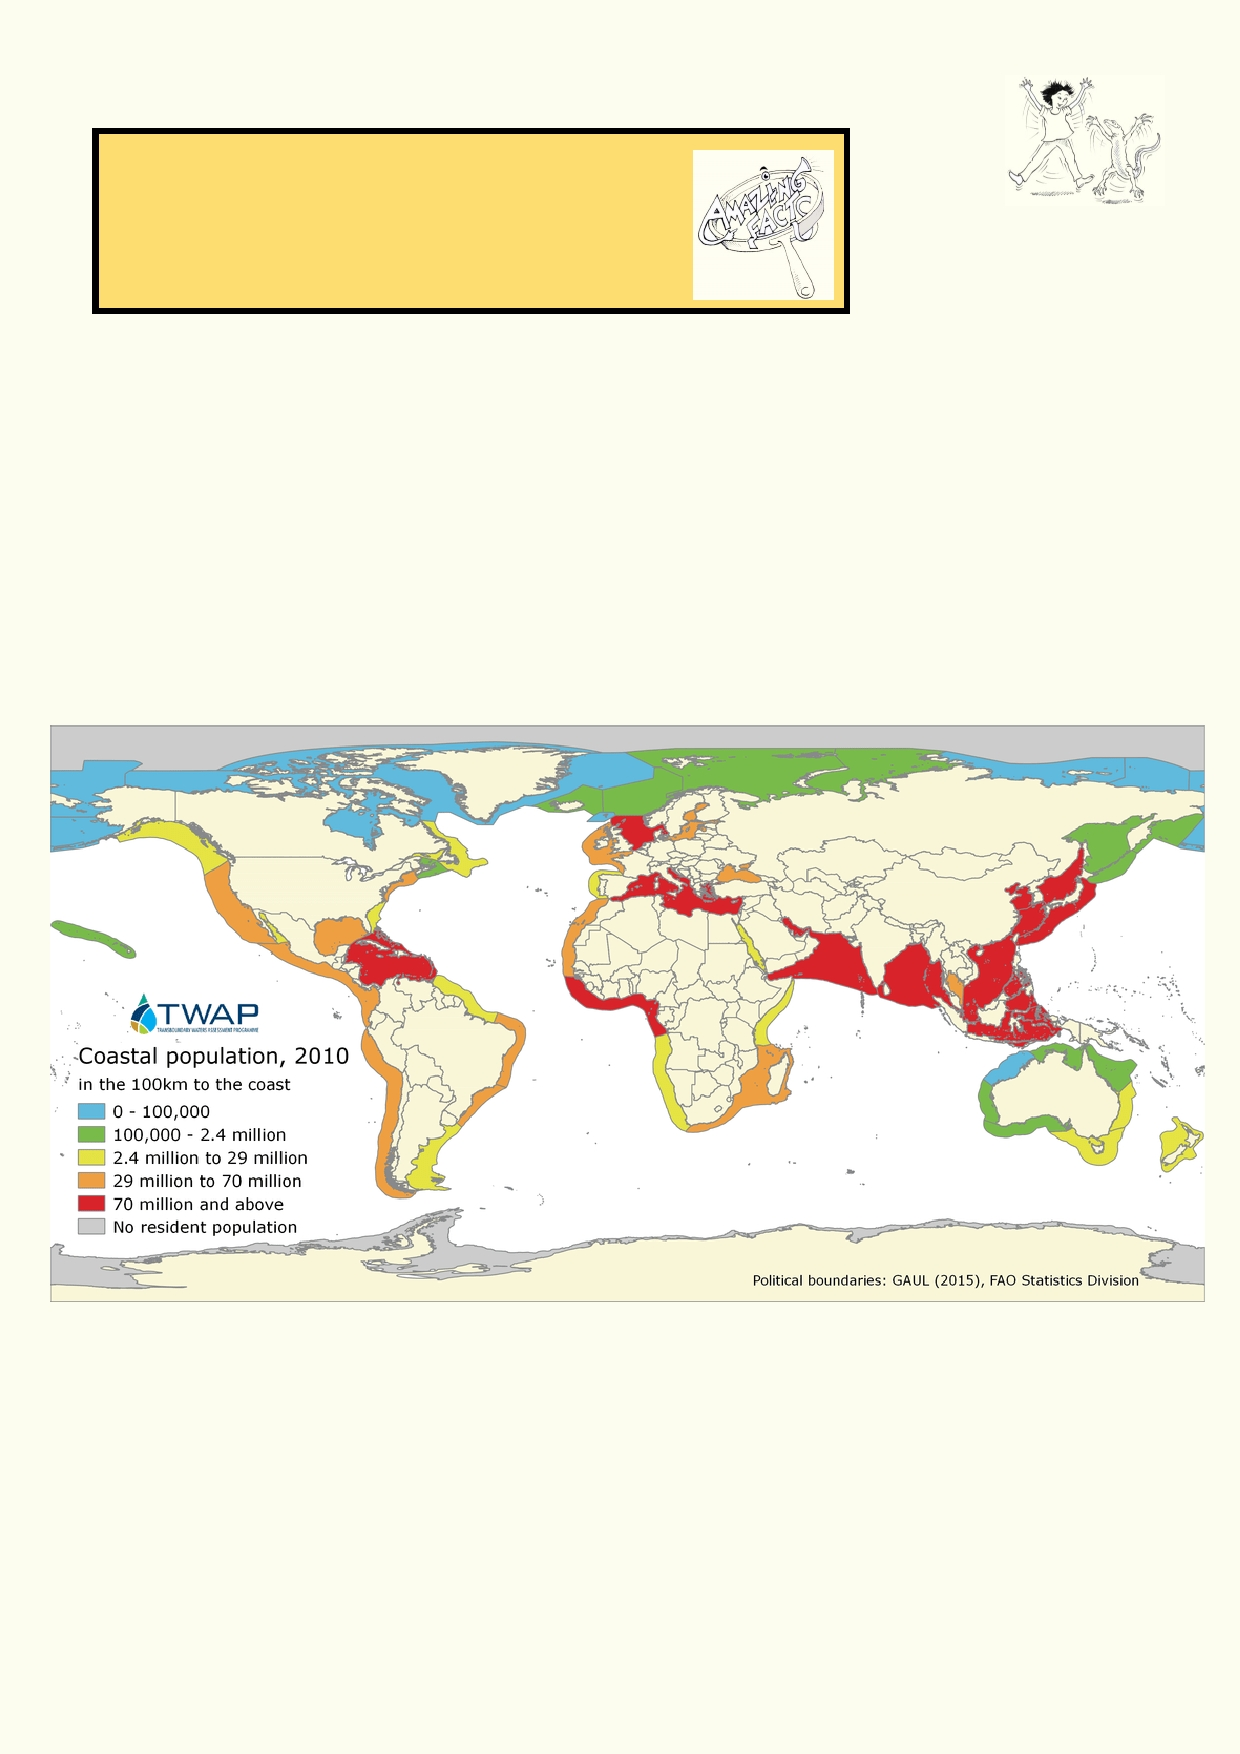 AMAZING
FACTS
TWAP
TRANSBOUNDARY WATERS ASSESSMENT PROGRAMME
Coastal population, 2010
in the 100km to the coast
0 - 100,000
100,000 - 2.4 million
2.4 million to 29 million
29 million to 70 million
70 million and above
No resident population
Political boundaries: GAUL (2015), FAO Statistics Division